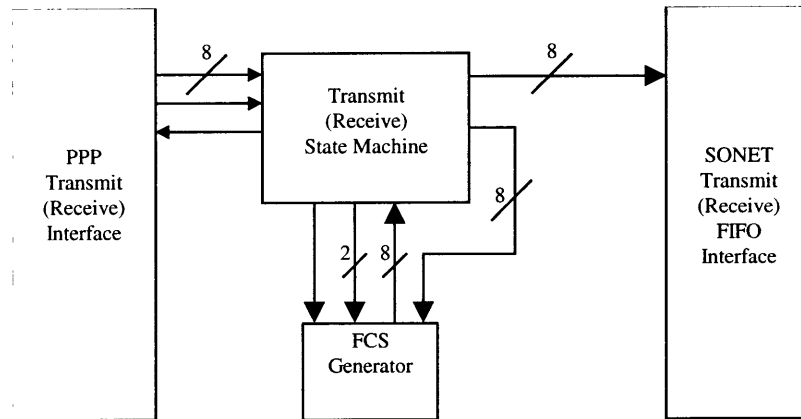 8
8
Transmit
(Receive)
State Machine
PPP
Transmit
(Receive)
Interface
SONET
Transmit
(Receive)
FIFO
Interface
8
2
8
FCS
Generator